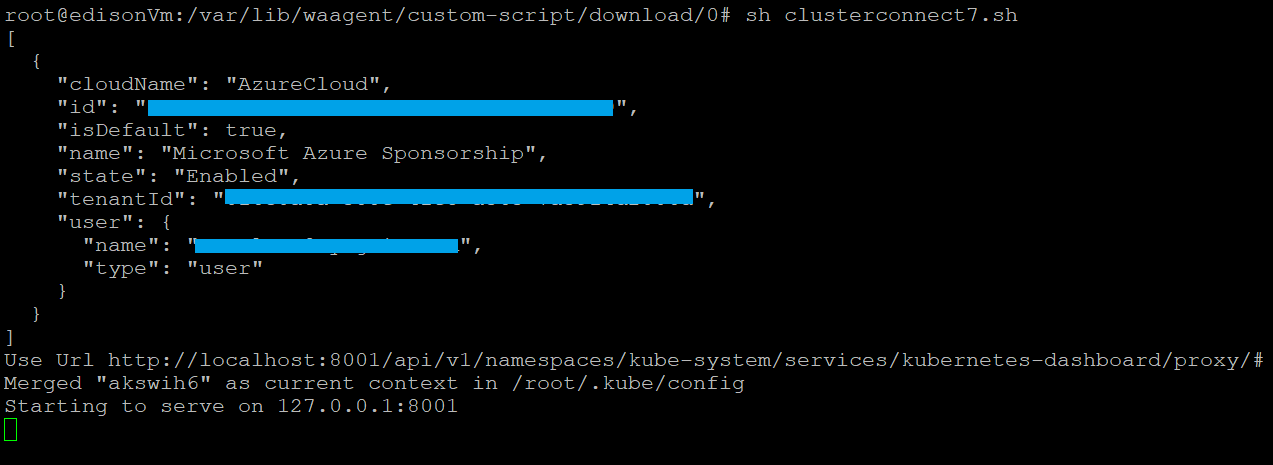 root@edisonVm:/var/lib/waagent/custom-script/download/0# sh clusterconnect7.sh
[
  {
    "cloudName": "AzureCloud",
    "id": "",
    "isDefault": true,
    "name": "Microsoft Azure Sponsorship",
    "state": "Enabled",
    "tenantId": "",
    "user": {
      "name": "",
      "type": "user"
    }
  }
]
Use Url http://localhost:8001/api/v1/namespaces/kube-system/services/kubernetes-dashboard/proxy/#
Merged "akswih6" as current context in /root/.kube/config
Starting to serve on 127.0.0.1:8001